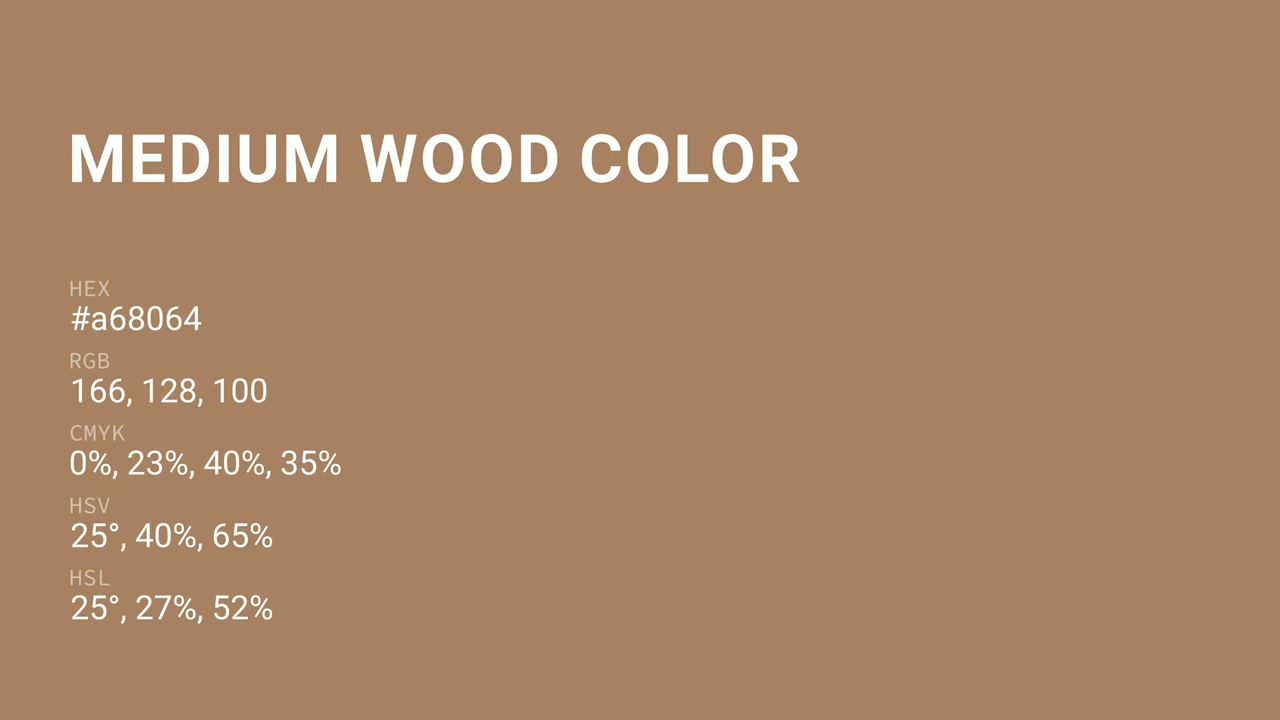 MEDIUM WOOD COLOR
HEX
#a68064
RGB
166, 128, 100
CMYK
0%, 23%, 40%, 35%
HSV
25°, 40%, 65%
HSL
25°, 27%, 52%